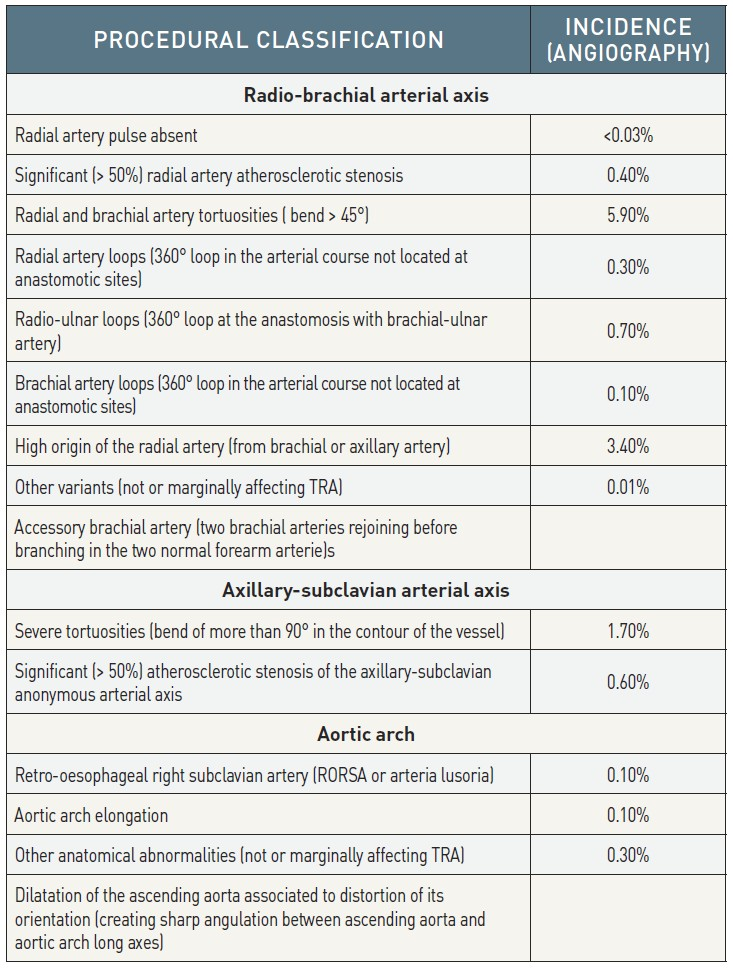 PROCEDURAL CLASSIFICATION
INCIDENCE
(ANGIOGRAPHY)
Radio-brachial arterial axis
Radial artery pulse absent
<0.03%
Significant (> 50%) radial artery atherosclerotic stenosis
0.40%
Radial and brachial artery tortuosities ( bend > 45°)
5.90%
Radial artery loops (360° loop in the arterial course not located at
anastomotic sites)
0.30%
Radio-ulnar loops (360° loop at the anastomosis with brachial-ulnar
artery)
0.70%
Brachial artery loops (360° loop in the arterial course not located at
anastomotic sites)
0.10%
High origin of the radial artery (from brachial or axillary artery)
3.40%
Other variants (not or marginally affecting TRA)
0.01%
Accessory brachial artery (two brachial arteries rejoining before
branching in the two normal forearm arterie)s
Axillary-subclavian arterial axis
Severe tortuosities (bend of more than 90° in the contour of the vessel)
1.70%
Significant (> 50%) atherosclerotic stenosis of the axillary-subclavian
anonymous arterial axis
0.60%
Aortic arch
Retro-oesophageal right subclavian artery (RORSA or arteria lusoria)
0.10%
Aortic arch elongation
0.10%
Other anatomical abnormalities (not or marginally affecting TRA)
0.30%
Dilatation of the ascending aorta associated to distortion of its
orientation (creating sharp angulation between ascending aorta and
aortic arch long axes)